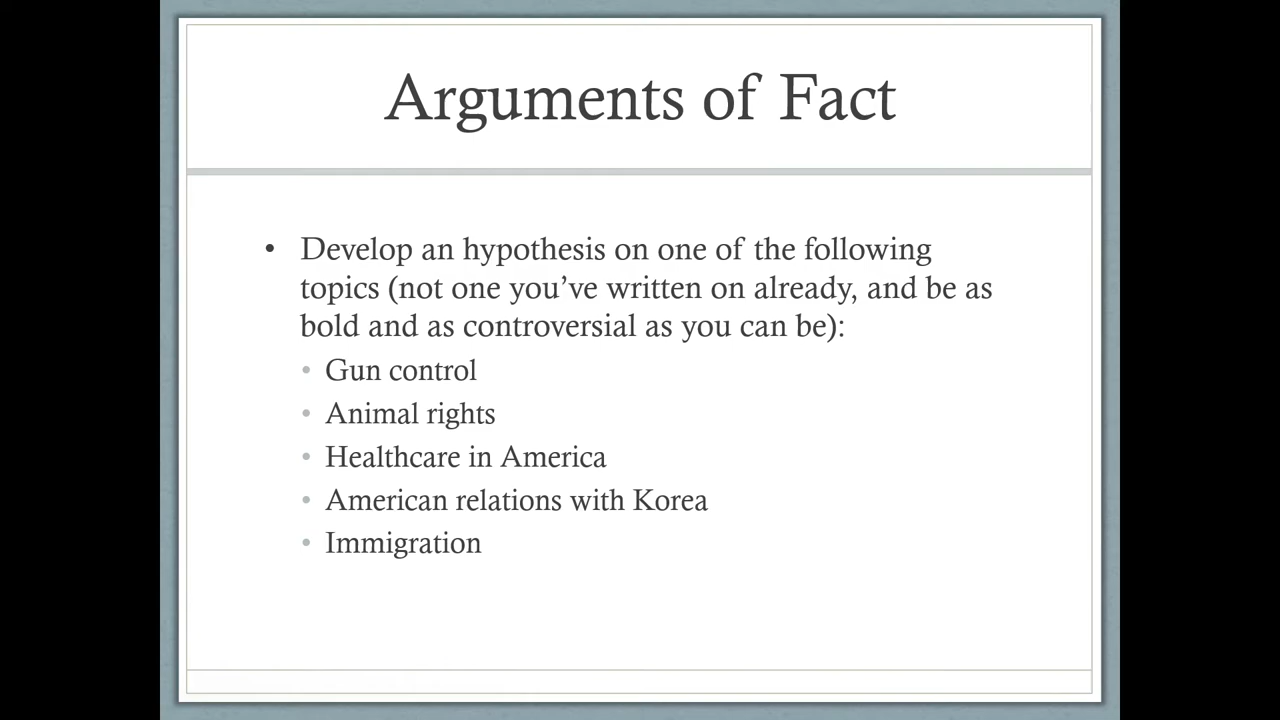 Arguments of Fact
• Develop an hypothesis on one of the following
topics (not one you’ve written on already, and be as
bold and as controversial as you can be):
• Gun control
• Animal rights
• Healthcare in America
• American relations with Korea
• Immigration